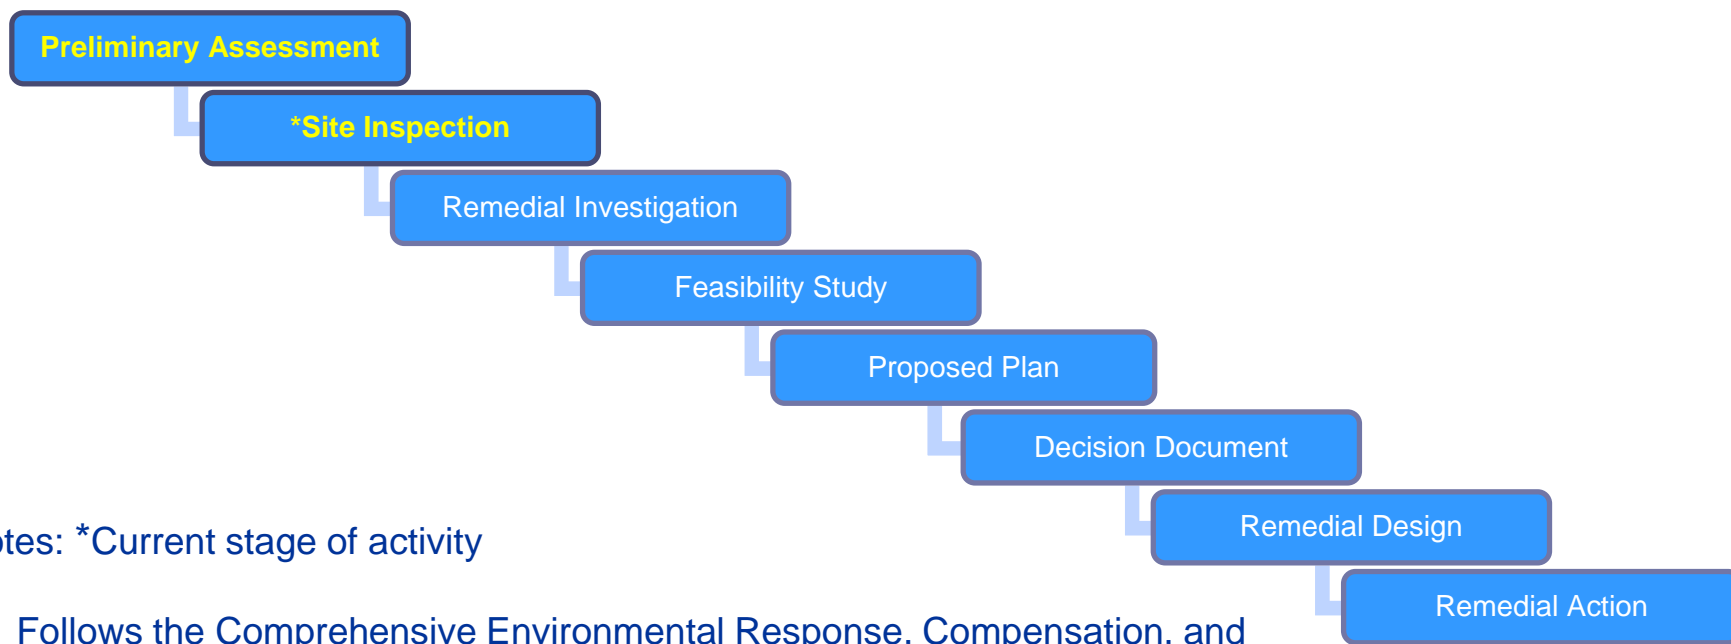 Preliminary Assessment
*Site Inspection
Remedial Investigation
Feasibility Study
Proposed Plan
Decision Document
Remedial Design
otes: *Current stage of activity
Remedial Action
Follows the Comprehensive Environmental Response, Compensation, and